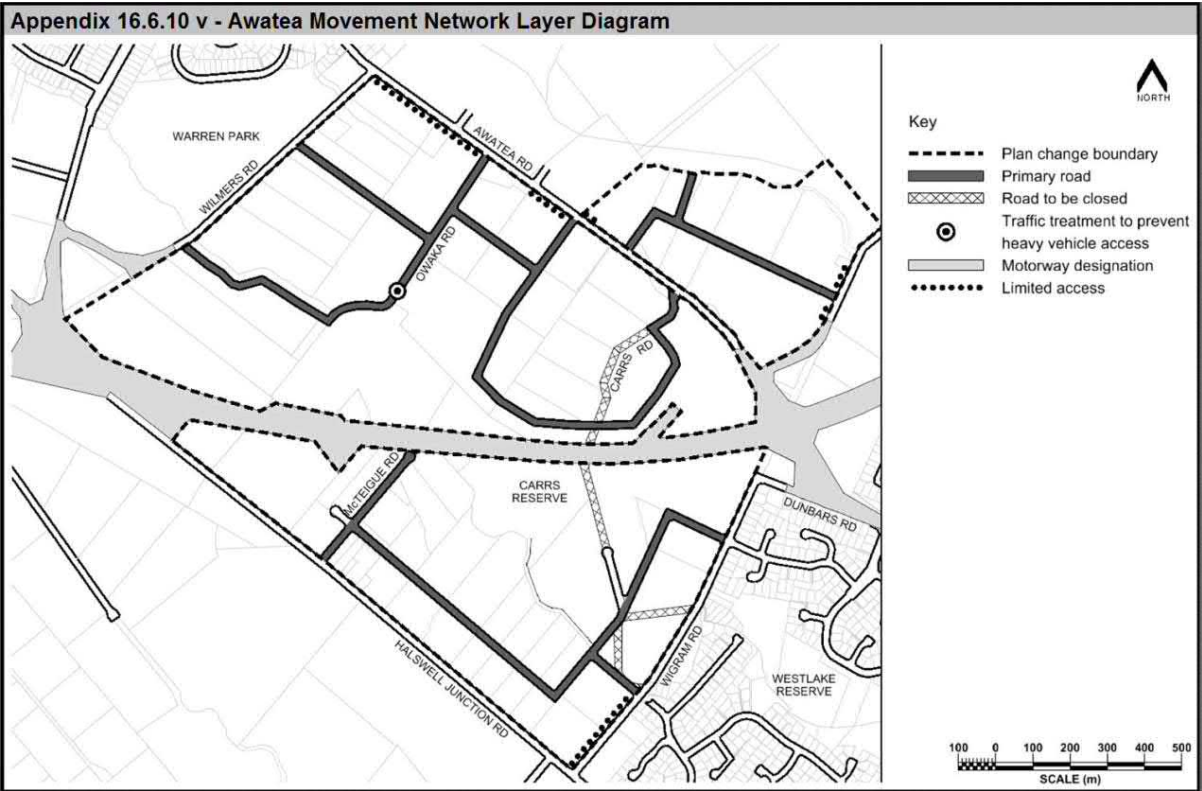 Appendix 16.6.10 v - Awatea Movement Network Layer Diagram
NORTH
WARREN PARK
AWATEA RD
WILMERS RD
OWAKA RD
CARRS RD
McTEIGUE RD
CARRS
RESERVE
DUNBARS RD
HALSWELL JUNCTION RD
WIGRAM RD
WESTLAKE
RESERVE
Key
Plan change boundary
Primary road
Road to be closed
Traffic treatment to prevent
heavy vehicle access
Motorway designation
Limited access
100 0 100 200 300 400 500
SCALE (m)